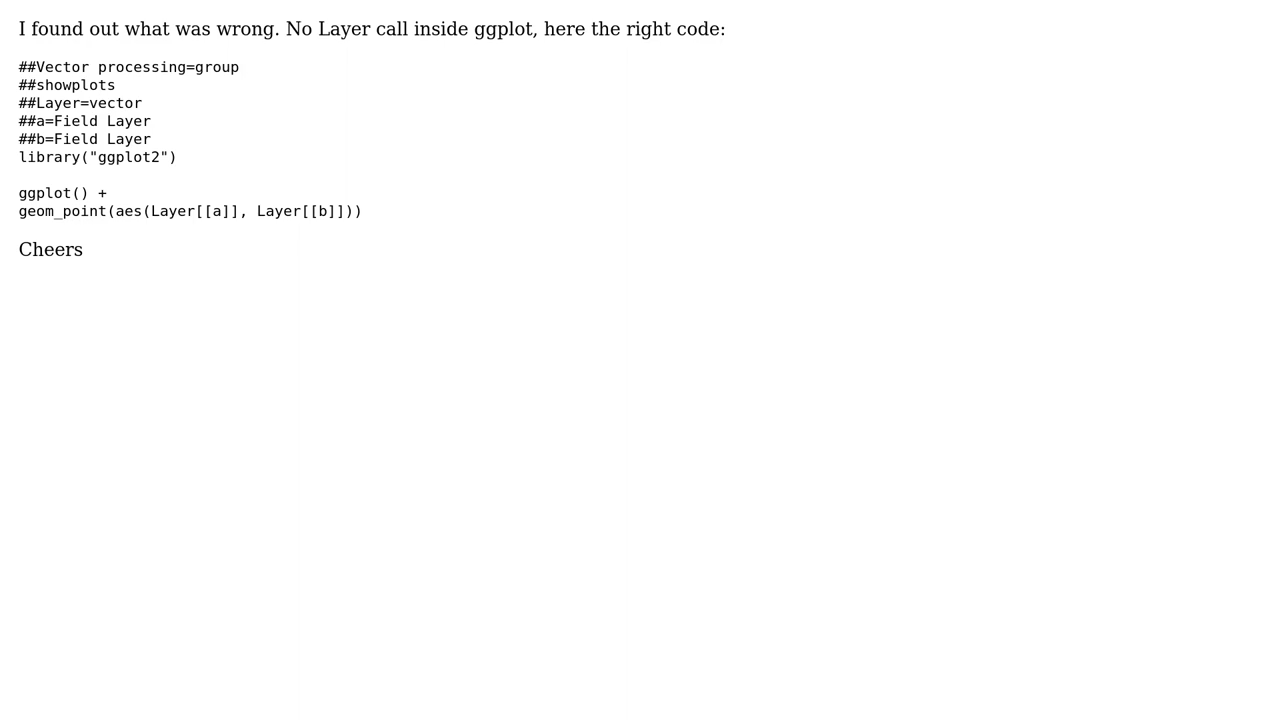 I found out what was wrong. No Layer call inside ggplot, here the right code:
##Vector processing=group
##showplots
##Layer=vector
##a=Field Layer
##b=Field Layer
library("ggplot2")
ggplot() +
geom_point(aes(Layer[[a]], Layer[[b]]))
Cheers